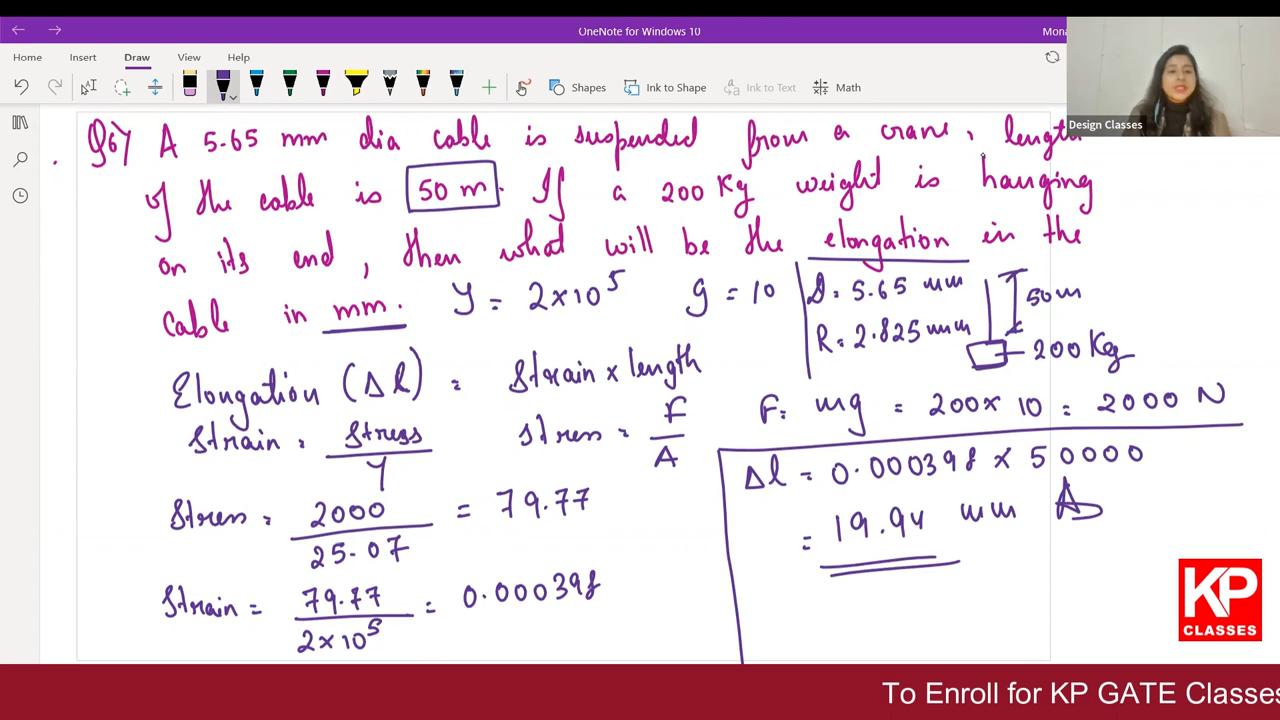 OneNote for Windows 10
Mona
Home Insert Draw View Help
Shapes Ink to Shape Ink to Text Math
Design Classes
Q6) A 5.65 mm dia cable is suspended from a crane, length
of the cable is 50 m. If a 200 Kg weight is hanging
on its end, then what will be the elongation in the
cable in mm. Y = 2×10⁵ g = 10
D = 5.65 mm
R = 2.825 mm
50m
200 Kg
Elongation (Δl) = Strain × length
Strain = Stress/Y Stress = F/A
F = mg = 200×10 = 2000 N
Stress = 2000/25.07 = 79.77
Strain = 79.77/2×10⁵ = 0.000398
Δl = 0.000398 × 50000
= 19.94 mm
KP
CLASSES
To Enroll for KP GATE Classes